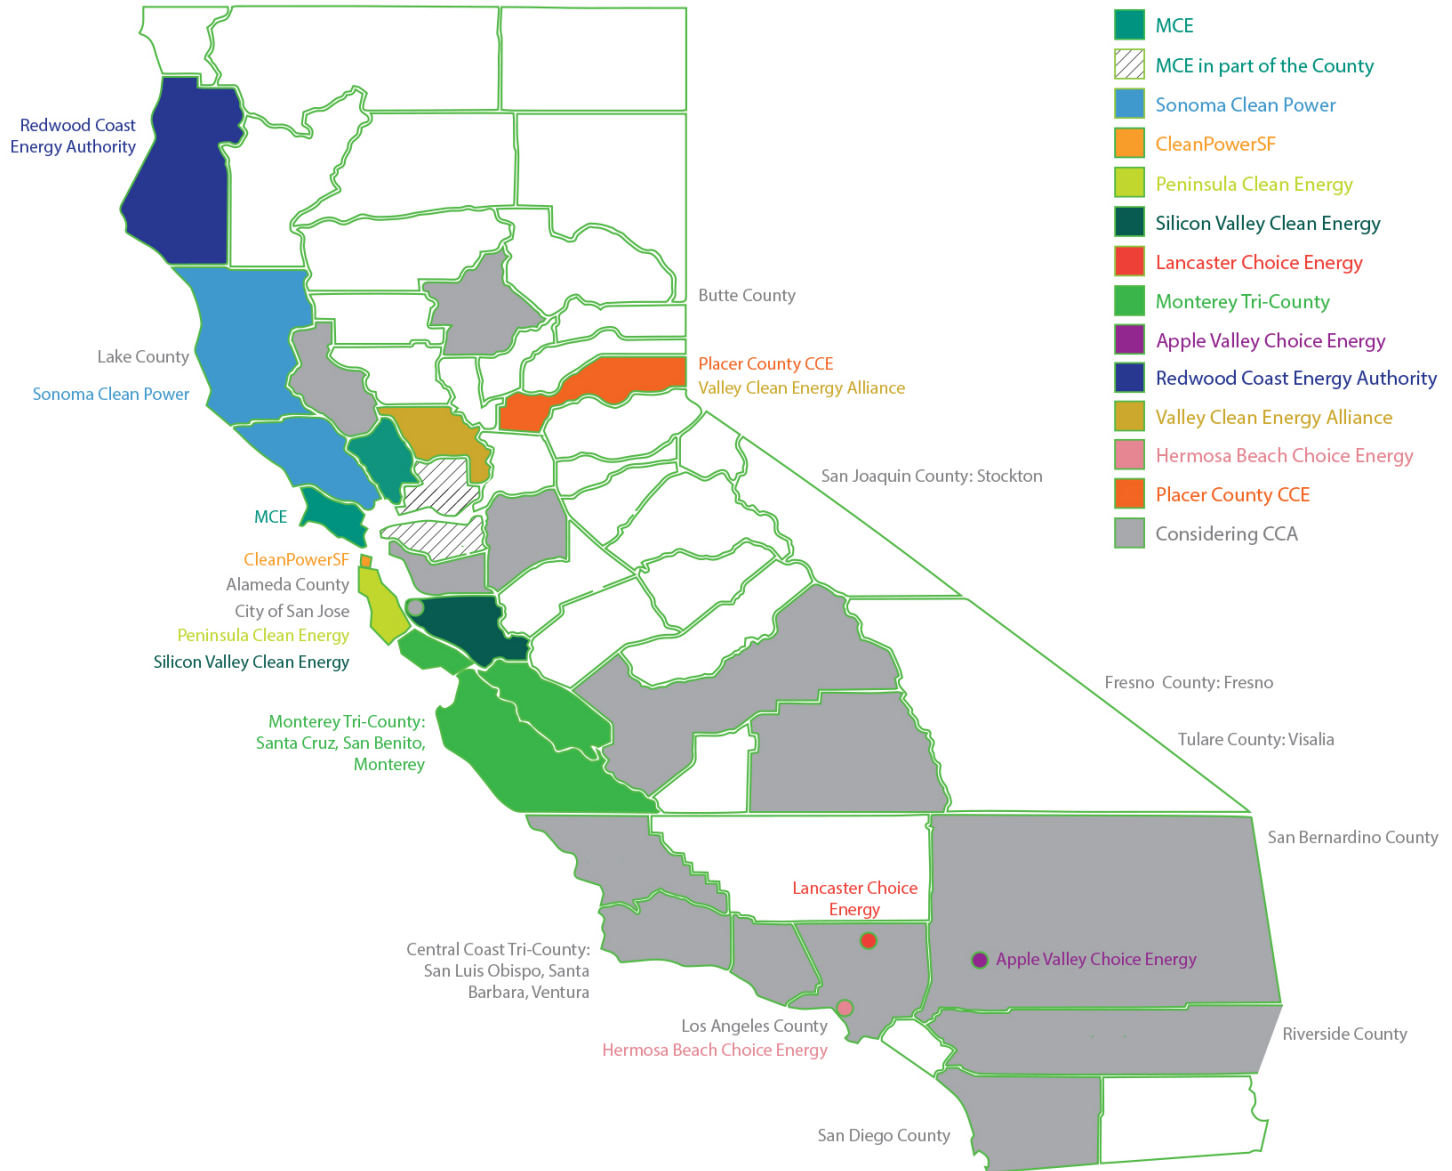 Redwood Coast
Energy Authority
Lake County
Sonoma Clean Power
MCE
CleanPowerSF
Alameda County
City of San Jose
Peninsula Clean Energy
Silicon Valley Clean Energy
Monterey Tri-County:
Santa Cruz, San Benito,
Monterey
Butte County
Placer County CCE
Valley Clean Energy Alliance
San Joaquin County: Stockton
Fresno County: Fresno
Tulare County: Visalia
San Bernardino County
Lancaster Choice
Energy
Apple Valley Choice Energy
Central Coast Tri-County:
San Luis Obispo, Santa
Barbara, Ventura
Los Angeles County
Hermosa Beach Choice Energy
Riverside County
San Diego County
MCE
MCE in part of the County
Sonoma Clean Power
CleanPowerSF
Peninsula Clean Energy
Silicon Valley Clean Energy
Lancaster Choice Energy
Monterey Tri-County
Apple Valley Choice Energy
Redwood Coast Energy Authority
Valley Clean Energy Alliance
Hermosa Beach Choice Energy
Placer County CCE
Considering CCA